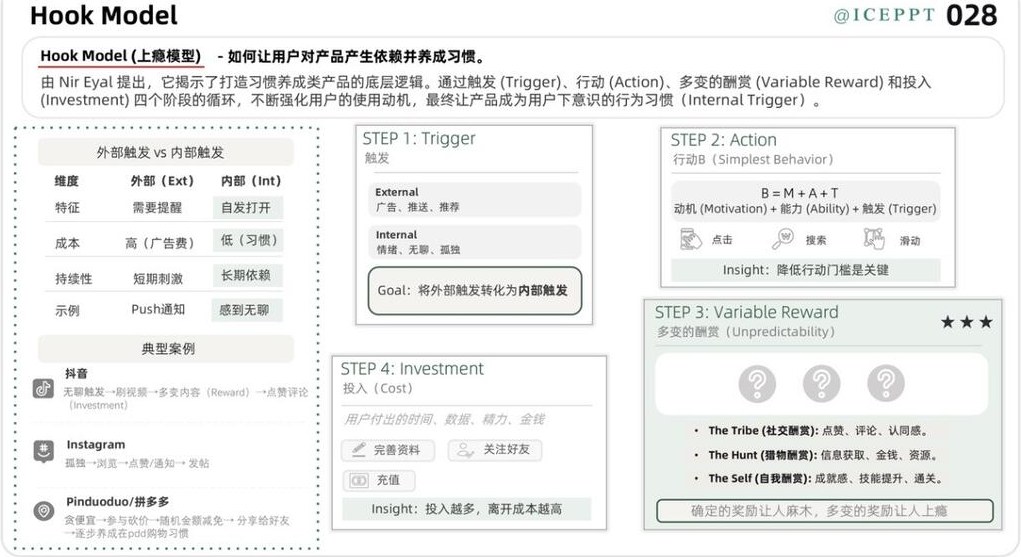 Hook Model
@ICEPPT 028
Hook Model (上瘾模型) - 如何让用户对产品产生依赖并养成习惯。
由 Nir Eyal 提出，它揭示了打造习惯养成类产品的底层逻辑。通过触发 (Trigger)、行动 (Action)、多变的酬赏 (Variable Reward) 和投入
(Investment) 四个阶段的循环，不断强化用户的使用动机，最终让产品成为用户下意识的行为习惯（Internal Trigger）。
外部触发 vs 内部触发
维度 外部（Ext) 内部（Int)
特征 需要提醒 自发打开
成本 高（广告费） 低（习惯）
持续性 短期刺激 长期依赖
示例 Push通知 感到无聊
典型案例
抖音
无聊触发→刷视频→多变内容（Reward）→点赞评论
（Investment)
Instagram
孤独→浏览→点赞/通知→ 发帖
Pinduoduo/拼多多
贪便宜→参与砍价→随机金额减免→ 分享给好友
→逐步养成在pdd购物习惯
STEP 1: Trigger
触发
External
广告、推送、推荐
Internal
情绪、无聊、孤独
Goal：将外部触发转化为内部触发
STEP 2: Action
行动B（Simplest Behavior）
B = M + A + T
动机 (Motivation) + 能力 (Ability) + 触发 (Trigger)
点击 搜索 滑动
Insight：降低行动门槛是关键
STEP 3: Variable Reward
多变的酬赏（Unpredictability）
? ? ?
• The Tribe (社交酬赏): 点赞、评论、认同感。
• The Hunt (猎物酬赏): 信息获取、金钱、资源。
• The Self (自我酬赏): 成就感、技能提升、通关。
确定的奖励让人麻木，多变的奖励让人上瘾
STEP 4: Investment
投入（Cost）
用户付出的时间、数据、精力、金钱
完善资料 关注好友
充值
Insight：投入越多，离开成本越高